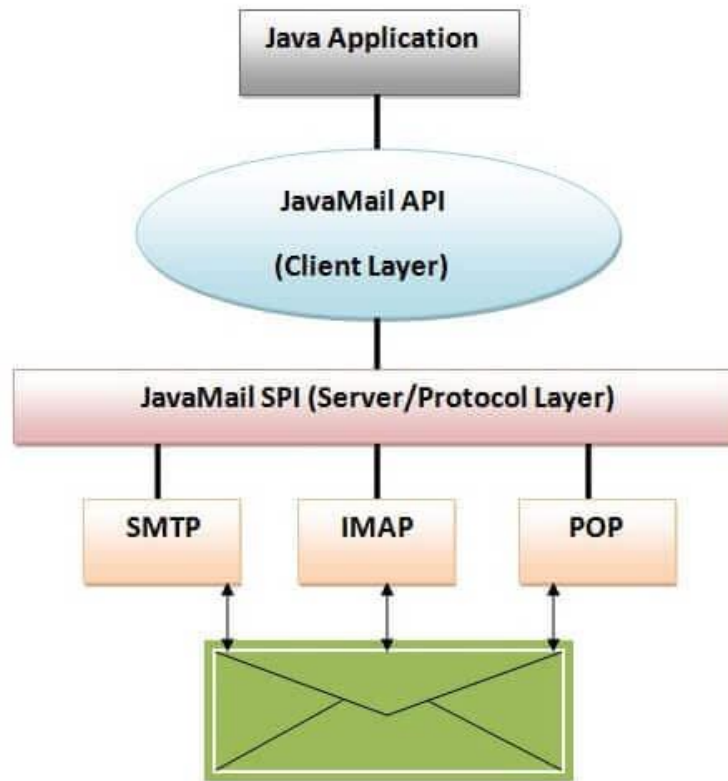 Java Application
JavaMail API
(Client Layer)
JavaMail SPI (Server/Protocol Layer)
SMTP
IMAP
POP